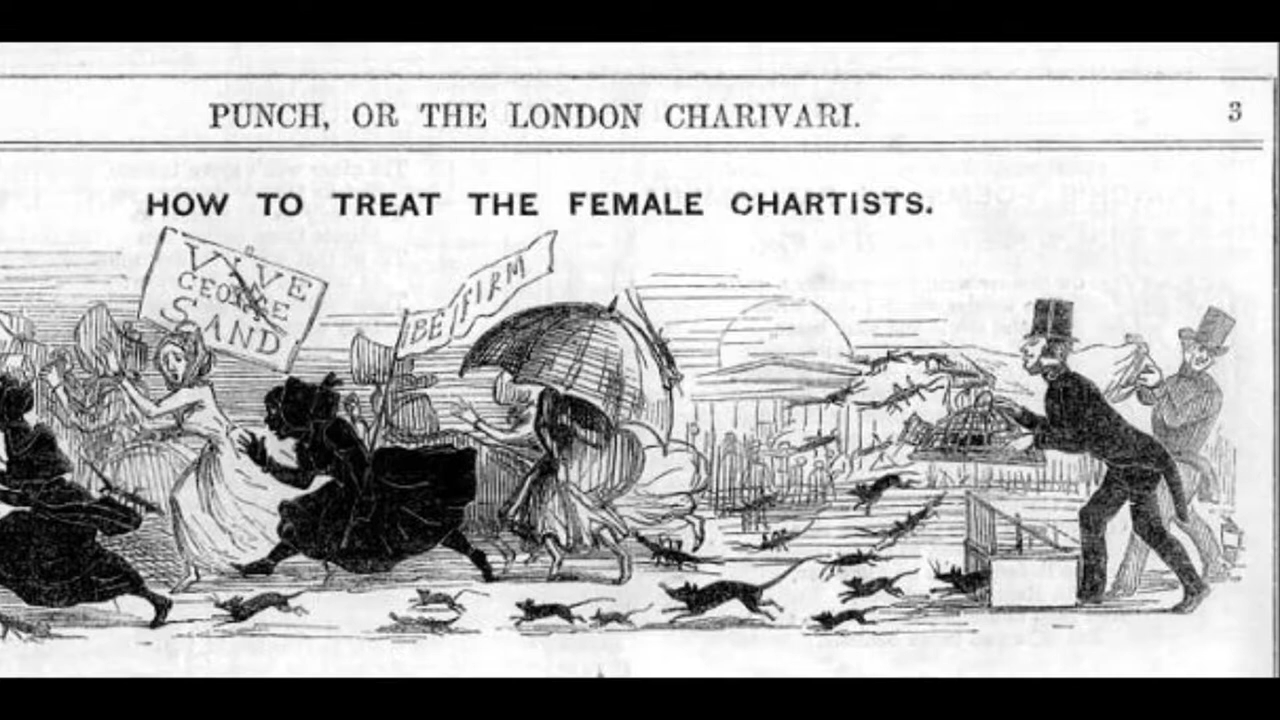 PUNCH, OR THE LONDON CHARIVARI.
3
HOW TO TREAT THE FEMALE CHARTISTS.
VIVE
GEORGE
SAND
BE FIRM